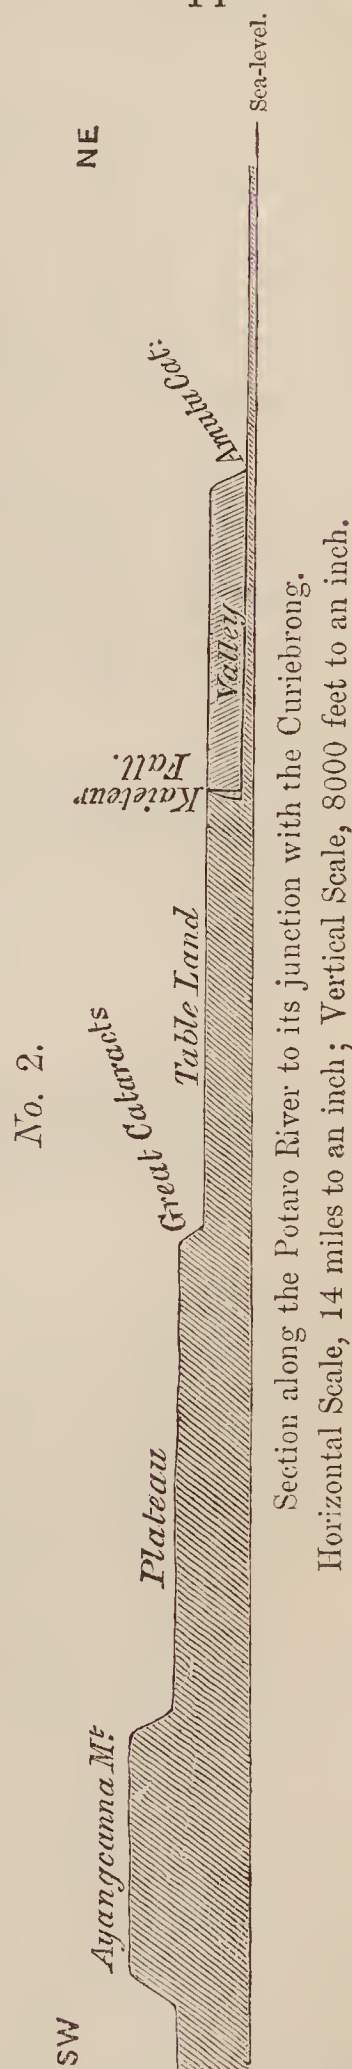 No. 2.
SW
NE
Ayangcanna Mt.
Plateau
Great Cataracts
Table Land
Kaieteur
Fall.
Valley
Amutu Cat:
Sea-level.
Section along the Potaro River to its junction with the Curiebrong.
Horizontal Scale, 14 miles to an inch; Vertical Scale, 8000 feet to an inch.